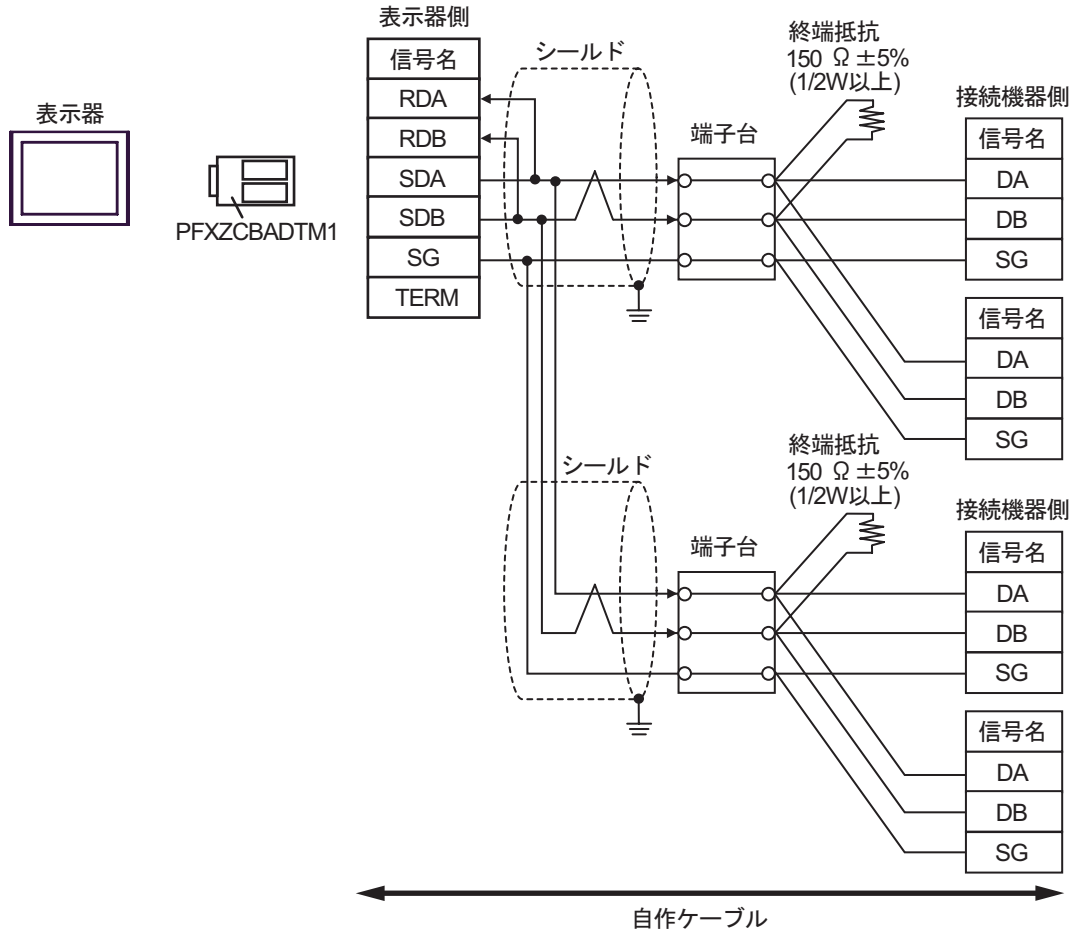 表示器
PFXZCBADTM1
表示器側
信号名
RDA
RDB
SDA
SDB
SG
TERM
シールド
端子台
終端抵抗
150 Ω ±5%
(1/2W以上)
接続機器側
信号名
DA
DB
SG
信号名
DA
DB
SG
シールド
端子台
終端抵抗
150 Ω ±5%
(1/2W以上)
接続機器側
信号名
DA
DB
SG
信号名
DA
DB
SG
自作ケーブル